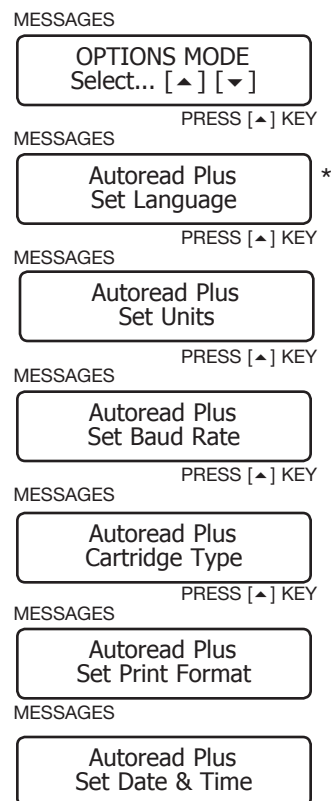 MESSAGES
OPTIONS MODE
Select... [▲] [▼]
PRESS [▲] KEY
MESSAGES
Autoread Plus *
Set Language
PRESS [▲] KEY
MESSAGES
Autoread Plus
Set Units
PRESS [▲] KEY
MESSAGES
Autoread Plus
Set Baud Rate
PRESS [▲] KEY
MESSAGES
Autoread Plus
Cartridge Type
PRESS [▲] KEY
MESSAGES
Autoread Plus
Set Print Format
MESSAGES
Autoread Plus
Set Date & Time